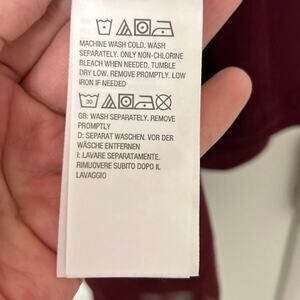 MACHINE WASH COLD. WASH
SEPARATELY. ONLY NON-CHLORINE
BLEACH WHEN NEEDED. TUMBLE
DRY LOW. REMOVE PROMPTLY. LOW
IRON IF NEEDED
30
GB: WASH SEPARATELY. REMOVE
PROMPTLY
D: SEPARAT WASCHEN. VOR DER
WÄSCHE ENTFERNEN
I: LAVARE SEPARATAMENTE.
RIMUOVERE SUBITO DOPO IL
LAVAGGIO